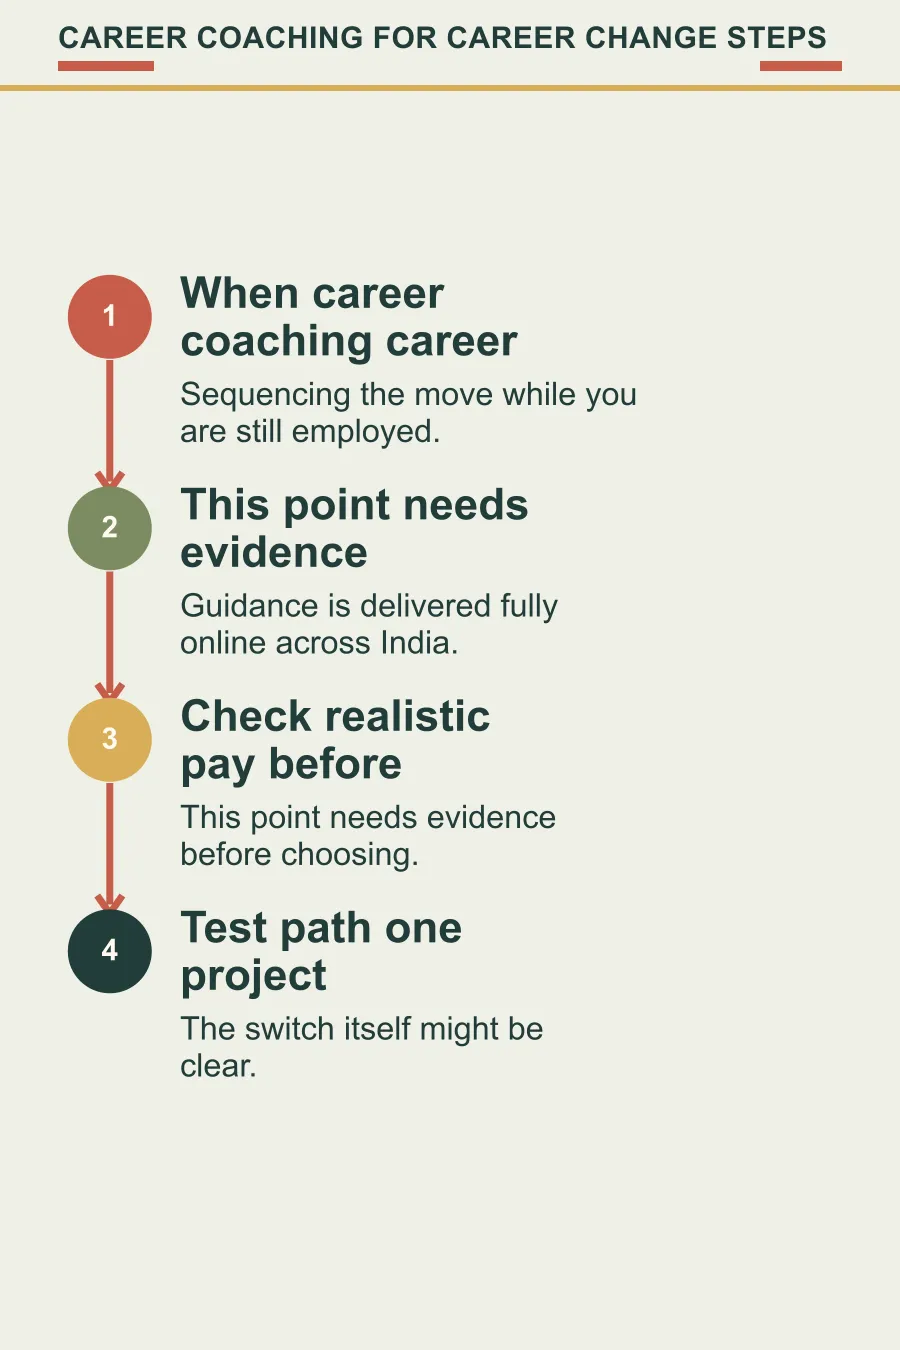 CAREER COACHING FOR CAREER CHANGE STEPS
1
When career
coaching career
Sequencing the move while you
are still employed.
2
This point needs
evidence
Guidance is delivered fully
online across India.
3
Check realistic
pay before
This point needs evidence
before choosing.
4
Test path one
project
The switch itself might be
clear.